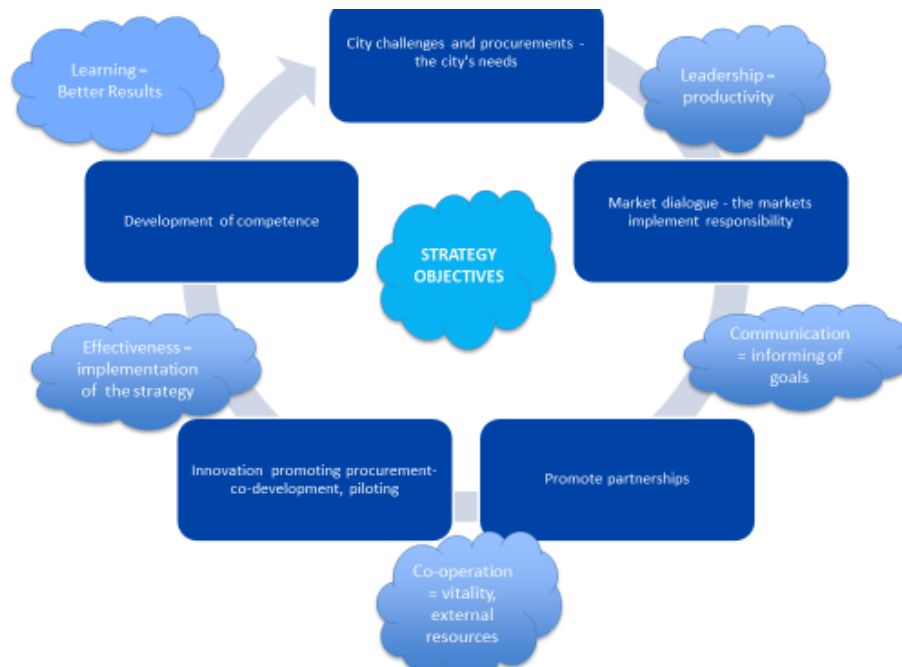 City challenges and procurements -
the city's needs
Learning =
Better Results
Leadership =
productivity
Development of competence
Market dialogue - the markets
implement responsibility
STRATEGY
OBJECTIVES
Effectiveness =
implementation
of the strategy
Communication
= informing of
goals
Innovation promoting procurement-
co-development, piloting
Promote partnerships
Co-operation
= vitality,
external
resources